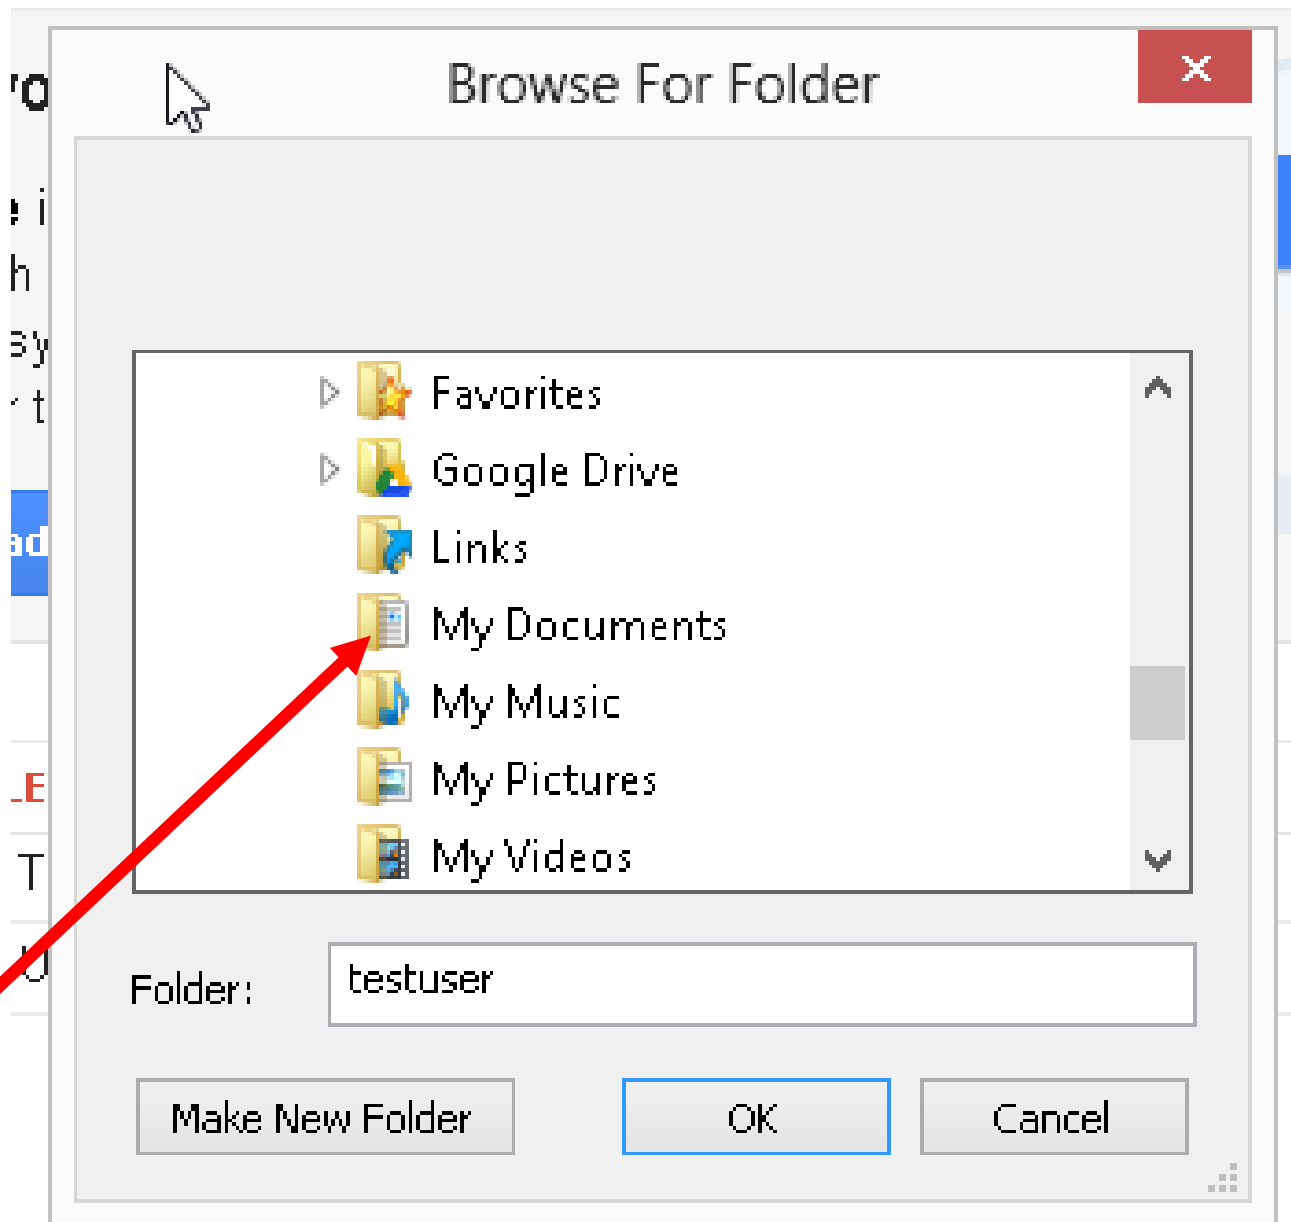 Browse For Folder
Favorites
Google Drive
Links
My Documents
My Music
My Pictures
My Videos
Folder:
testuser
Make New Folder
OK
Cancel